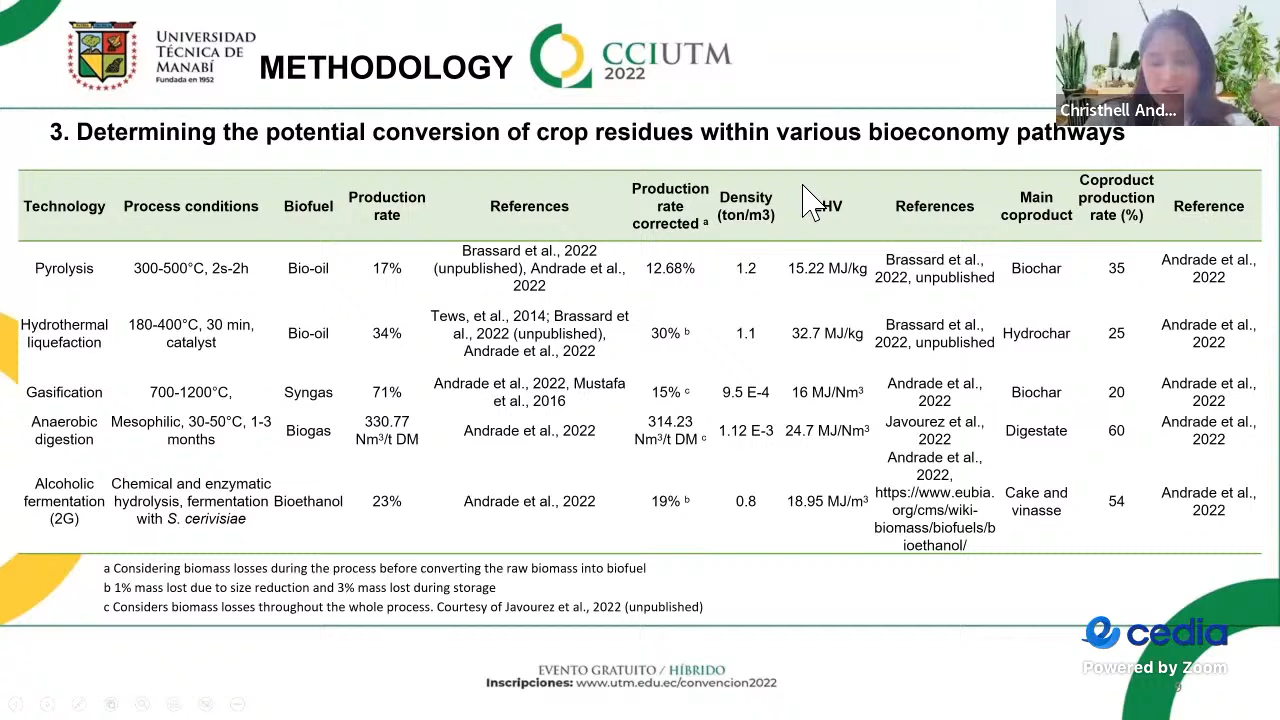 UNIVERSIDAD
TÉCNICA DE
MANABÍ
Fundada en 1952
METHODOLOGY
CCIUTM
2022
Christhell And...
3. Determining the potential conversion of crop residues within various bioeconomy pathways
Technology Process conditions Biofuel Production rate References Production rate corrected a Density (ton/m3) HV References Main coproduct Coproduct production rate (%) Reference
Pyrolysis 300-500°C, 2s-2h Bio-oil 17% Brassard et al., 2022 (unpublished), Andrade et al., 2022 12.68% 1.2 15.22 MJ/kg Brassard et al., 2022, unpublished Biochar 35 Andrade et al., 2022
Hydrothermal liquefaction 180-400°C, 30 min, catalyst Bio-oil 34% Tews, et al., 2014; Brassard et al., 2022 (unpublished), Andrade et al., 2022 30% b 1.1 32.7 MJ/kg Brassard et al., 2022, unpublished Hydrochar 25 Andrade et al., 2022
Gasification 700-1200°C, Syngas 71% Andrade et al., 2022, Mustafa et al., 2016 15% c 9.5 E-4 16 MJ/Nm³ Andrade et al., 2022 Biochar 20 Andrade et al., 2022
Anaerobic digestion Mesophilic, 30-50°C, 1-3 months Biogas 330.77 Nm³/t DM Andrade et al., 2022 314.23 Nm³/t DM c 1.12 E-3 24.7 MJ/Nm³ Javourez et al., 2022 Digestate 60 Andrade et al., 2022
Alcoholic fermentation (2G) Chemical and enzymatic hydrolysis, fermentation with S. cerivisiae Bioethanol 23% Andrade et al., 2022 19% b 0.8 18.95 MJ/m³ Andrade et al., 2022, https://www.eubia.org/cms/wiki-biomass/biofuels/bioethanol/ Cake and vinasse 54 Andrade et al., 2022
a Considering biomass losses during the process before converting the raw biomass into biofuel
b 1% mass lost due to size reduction and 3% mass lost during storage
c Considers biomass losses throughout the whole process. Courtesy of Javourez et al., 2022 (unpublished)
cedia
Powered by Zoom
9
EVENTO GRATUITO / HÍBRIDO
Inscripciones: www.utm.edu.ec/convencion2022